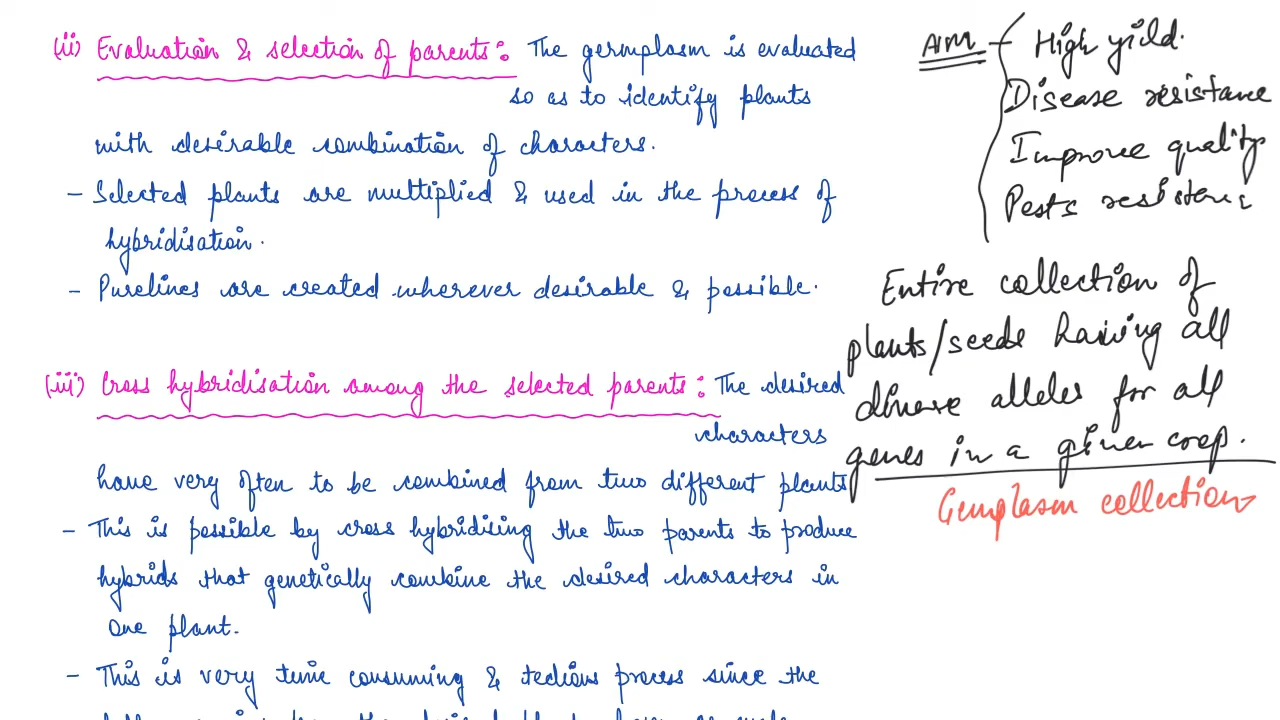 (ii) Evaluation & selection of parents: The germplasm is evaluated
so as to identify plants
with desirable combination of characters.
- Selected plants are multiplied & used in the process of
hybridisation.
- Purelines are created wherever desirable & possible.
(iii) Cross hybridisation among the selected parents: The desired
characters
have very often to be combined from two different plants
- This is possible by cross hybridising the two parents to produce
hybrids that genetically combine the desired characters in
one plant.
- This is very time consuming & tedious process since the
AIM - High yield.
Disease resistance
Improve quality
Pests resistenc
Entire collection of
plants/seeds having all
diverse alleles for all
genes in a given crop.
Germplasm collection